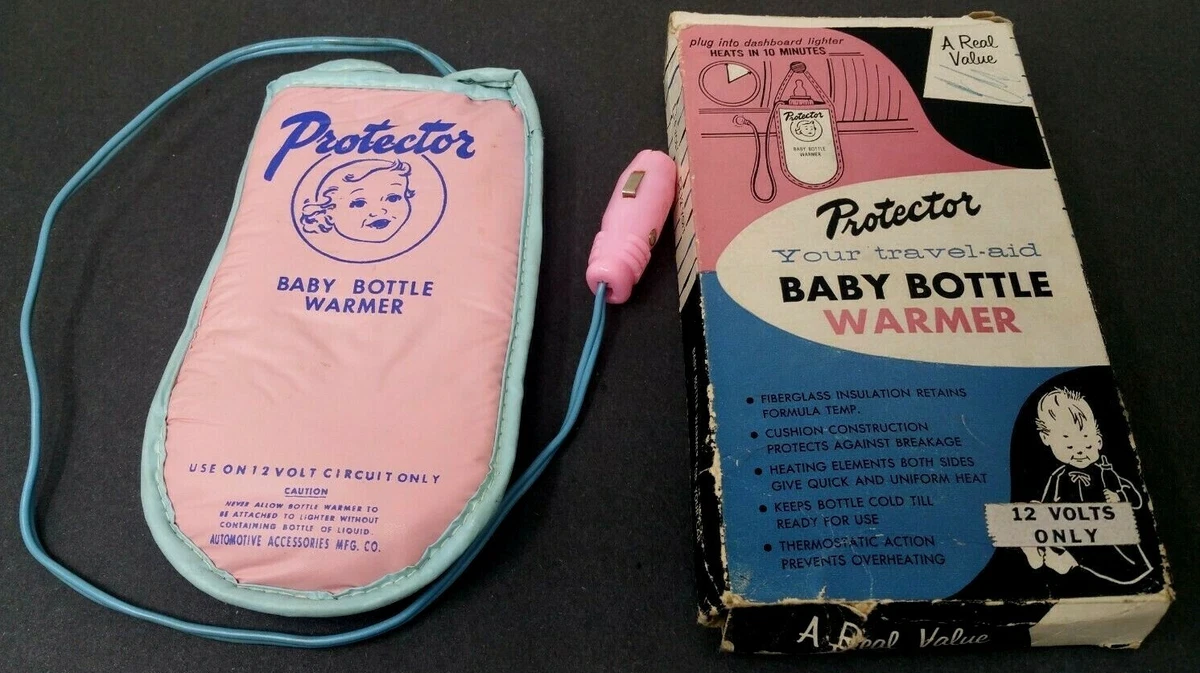 Protector
BABY BOTTLE
WARMER
USE ON 12 VOLT CIRCUIT ONLY
CAUTION
NEVER ALLOW BOTTLE WARMER TO
BE ATTACHED TO LIGHTER WITHOUT
CONTAINING BOTTLE OF LIQUID.
AUTOMOTIVE ACCESSORIES MFG. CO.
plug into dashboard lighter
HEATS IN 10 MINUTES
A Real
Value
Protector
BABY BOTTLE
WARMER
Protector
Your travel-aid
BABY BOTTLE
WARMER
• FIBERGLASS INSULATION RETAINS
FORMULA TEMP.
• CUSHION CONSTRUCTION
PROTECTS AGAINST BREAKAGE
• HEATING ELEMENTS BOTH SIDES
GIVE QUICK AND UNIFORM HEAT
• KEEPS BOTTLE COLD TILL
READY FOR USE
• THERMOSTATIC ACTION
PREVENTS OVERHEATING
12 VOLTS
ONLY
A Real Value